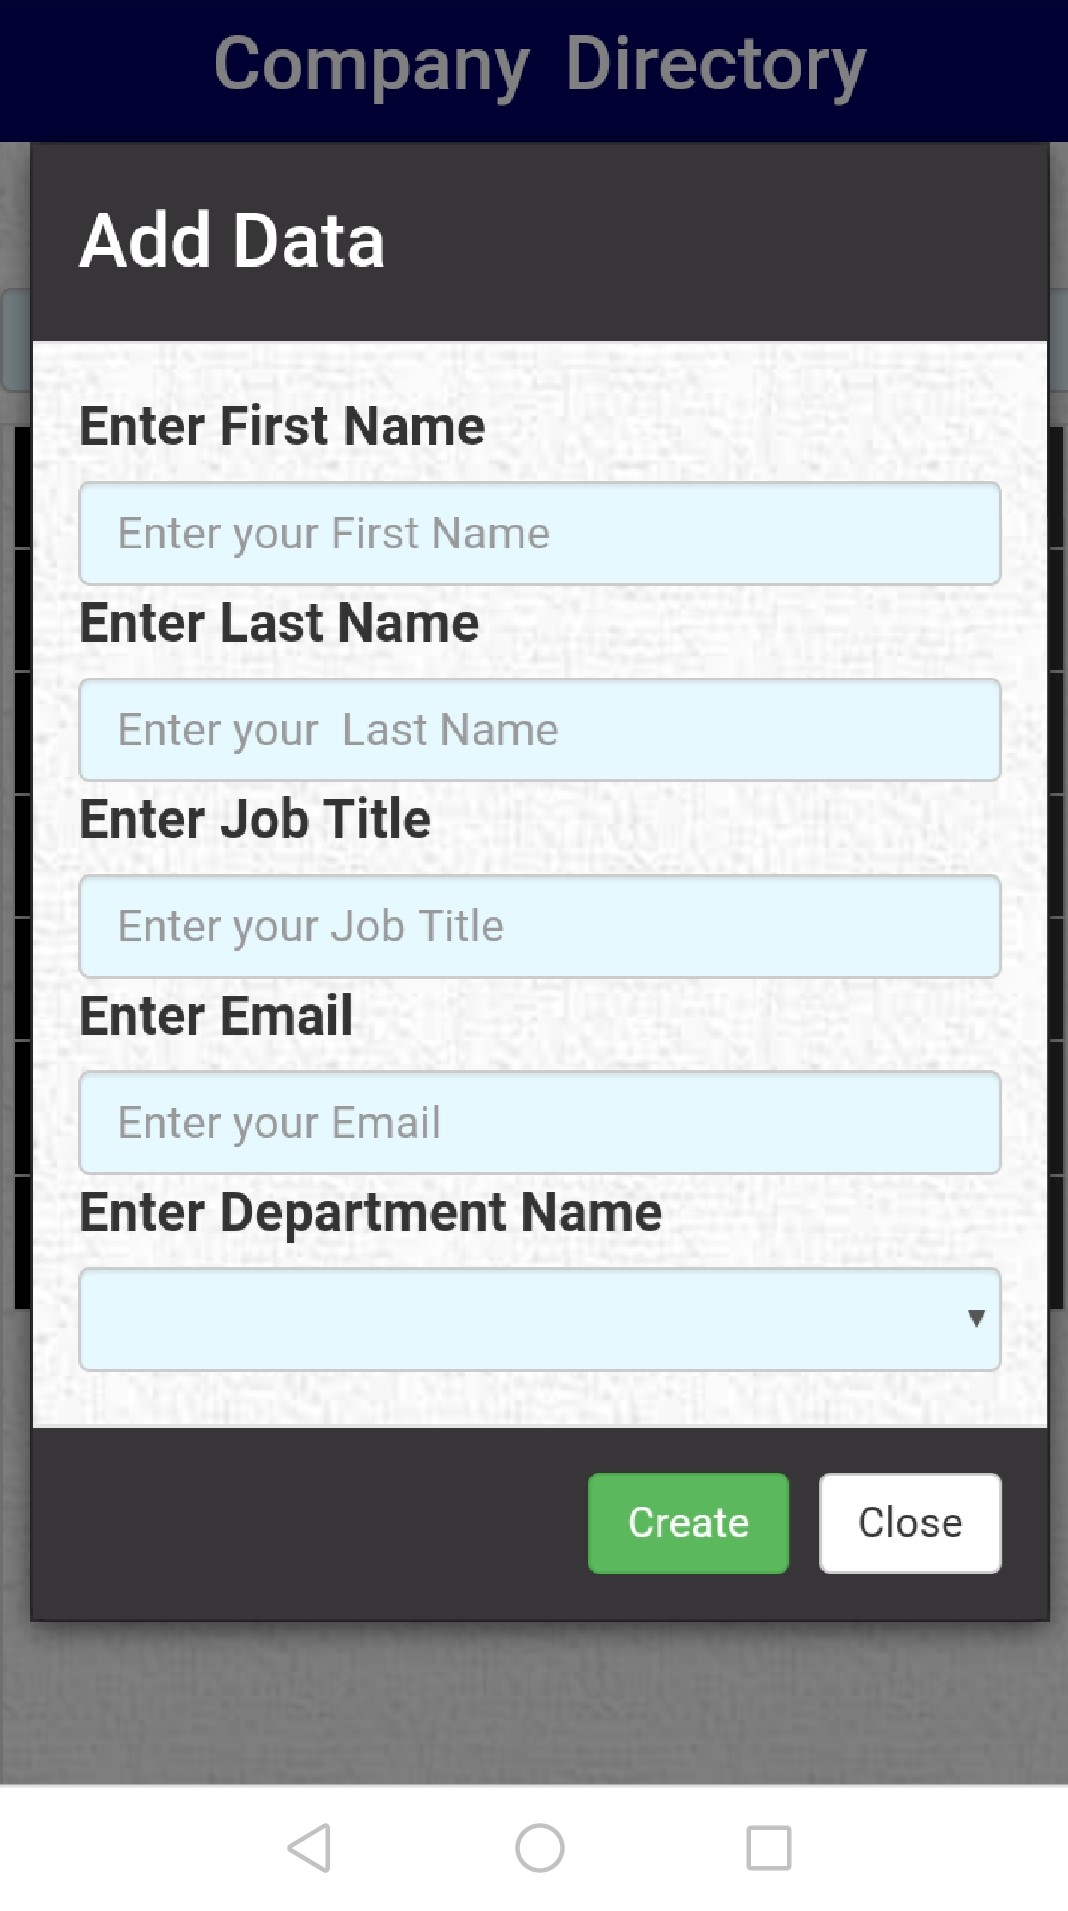 Company  Directory
Add Data
Enter First Name
Enter your First Name
Enter Last Name
Enter your  Last Name
Enter Job Title
Enter your Job Title
Enter Email
Enter your Email
Enter Department Name
Create
Close